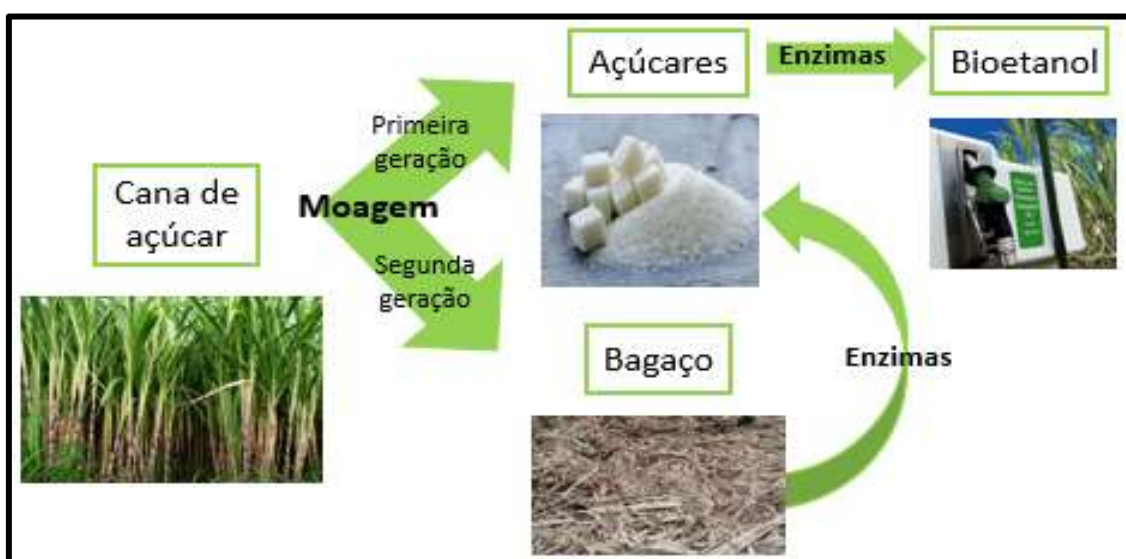 Açúcares
Enzimas
Bioetanol
Primeira
geração
Cana de
açúcar
Moagem
Segunda
geração
Bagaço
Enzimas